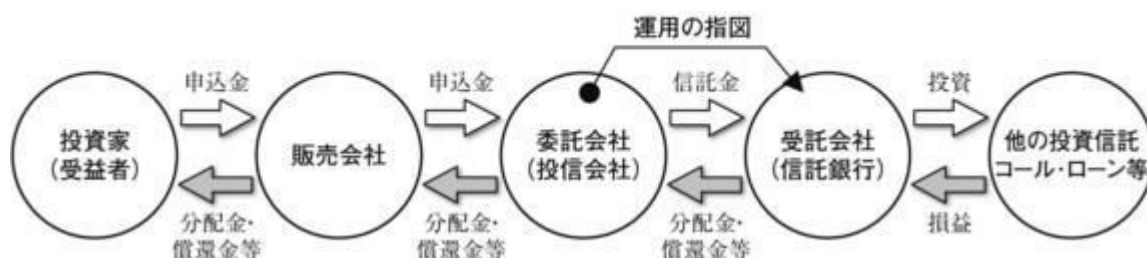 運用の指図
申込金
申込金
信託金
投資
投資家
(受益者)
販売会社
委託会社
(投信会社)
受託会社
(信託銀行)
他の投資信託
コール・ローン等
分配金・
償還金等
分配金・
償還金等
分配金・
償還金等
損益